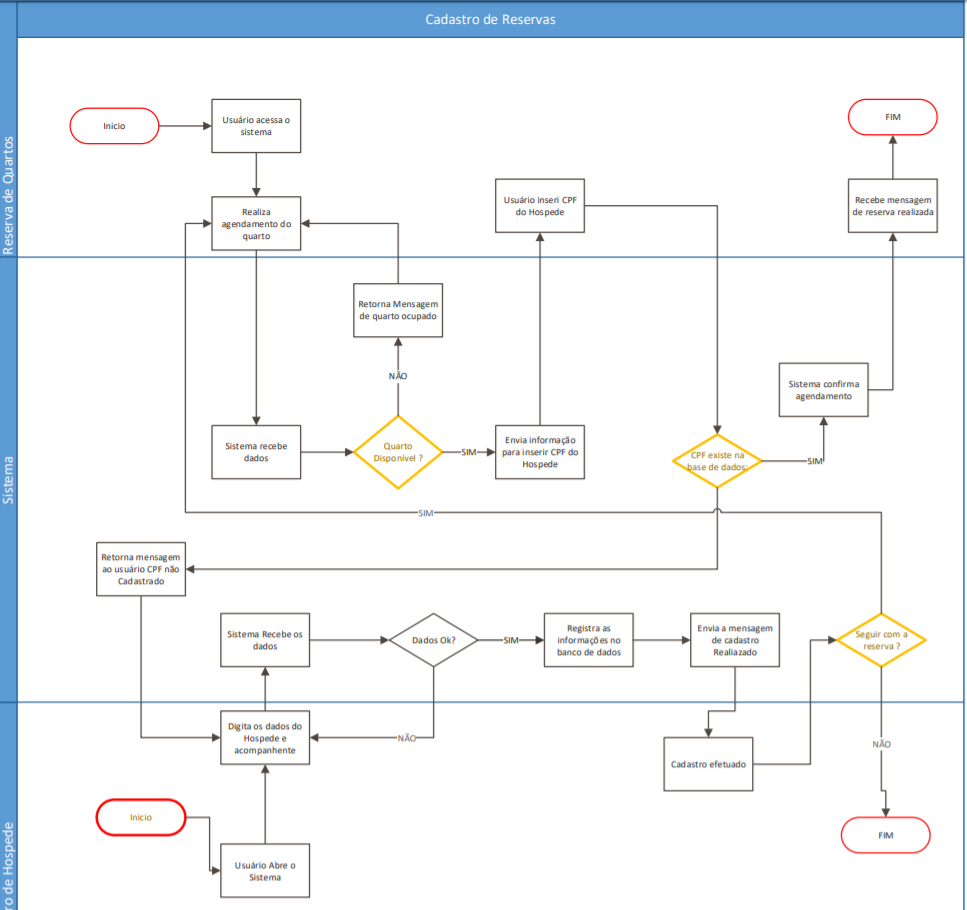 Cadastro de Reservas
Reserva de Quartos
Inicio
Usuário acessa o
sistema
FIM
Realiza
agendamento do
quarto
Usuário inseri CPF
do Hospede
Recebe mensagem
de reserva realizada
Sistema
Retorna Mensagem
de quarto ocupado
NÃO
Sistema recebe
dados
Quarto
Disponível ?
SIM
Envia informação
para inserir CPF do
Hospede
CPF existe na
base de dados:
SIM
Sistema confirma
agendamento
SIM
Retorna mensagem
ao usuário CPF não
Cadastrado
Sistema Recebe os
dados
Dados Ok?
SIM
Registra as
informações no
banco de dados
Envia a mensagem
de cadastro
Realiazado
Seguir com a
reserva ?
ro de Hospede
Digita os dados do
Hospede e
acompanhente
NÃO
Cadastro efetuado
NÃO
Inicio
Usuário Abre o
Sistema
FIM